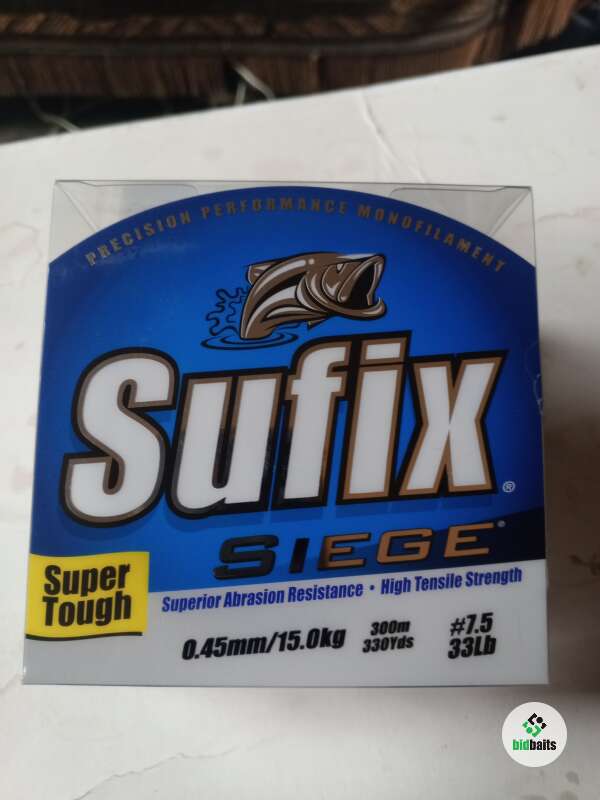 PRECISION PERFORMANCE MONOFILAMENT
Sufix®
SIEGE®
Super
Tough
Superior Abrasion Resistance • High Tensile Strength
0.45mm/15.0kg
300m
330Yds
#7.5
33Lb
bidbaits